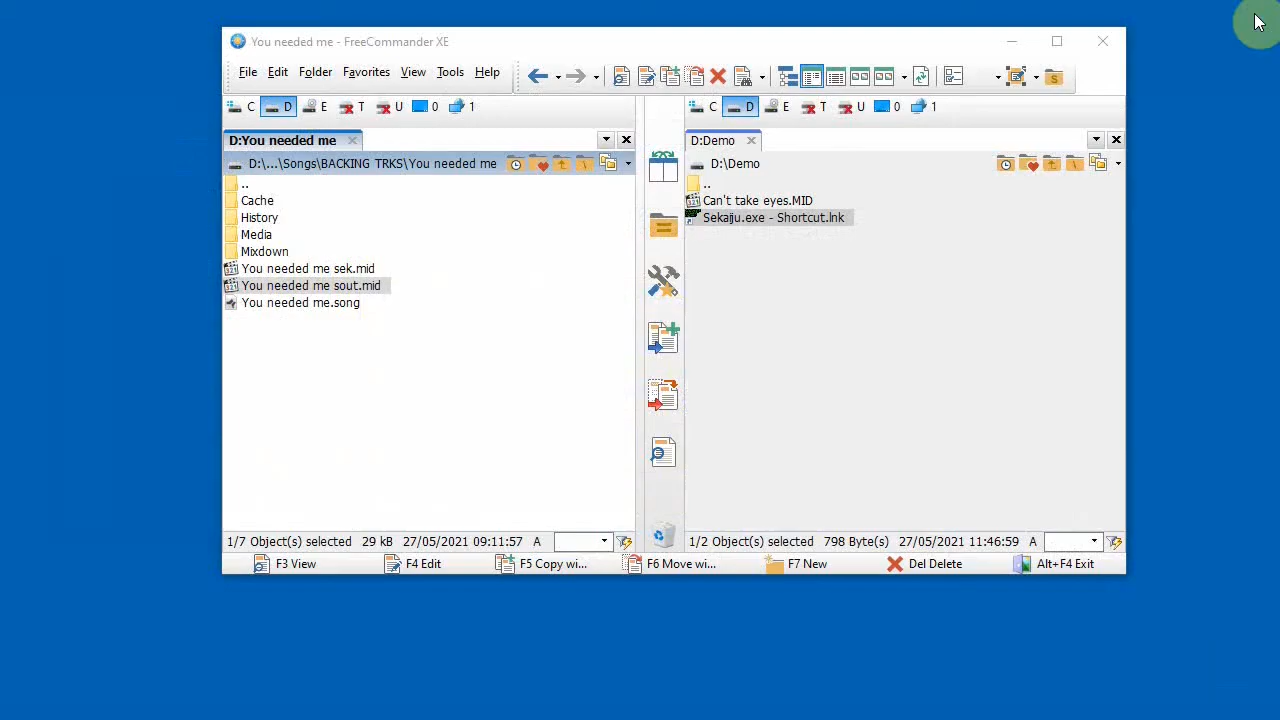 You needed me - FreeCommander XE
File Edit Folder Favorites View Tools Help
S
C D E T U 0 1
C D E T U 0 1
D:You needed me
D:\...\Songs\BACKING TRKS\You needed me
..
Cache
History
Media
Mixdown
You needed me sek.mid
You needed me sout.mid
You needed me.song
D:Demo
D:\Demo
..
Can't take eyes.MID
Sekaiju.exe - Shortcut.lnk
1/7 Object(s) selected 29 kB 27/05/2021 09:11:57 A
1/2 Object(s) selected 798 Byte(s) 27/05/2021 11:46:59 A
F3 View F4 Edit F5 Copy wi... F6 Move wi... F7 New Del Delete Alt+F4 Exit